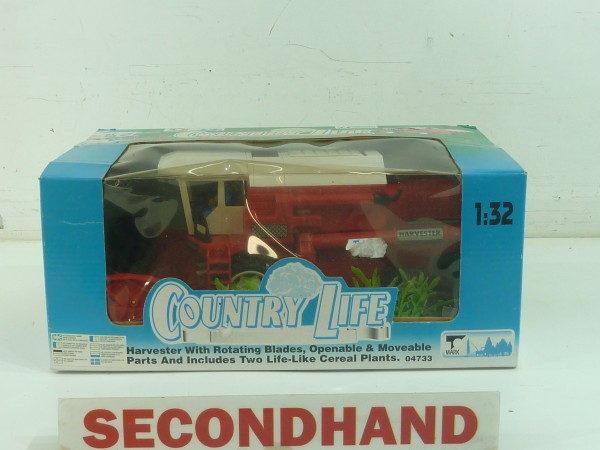 1:32
HARVESTER
COUNTRY LIFE
Harvester With Rotating Blades, Openable & Moveable
Parts And Includes Two Life-Like Cereal Plants. 04733
SECONDHAND